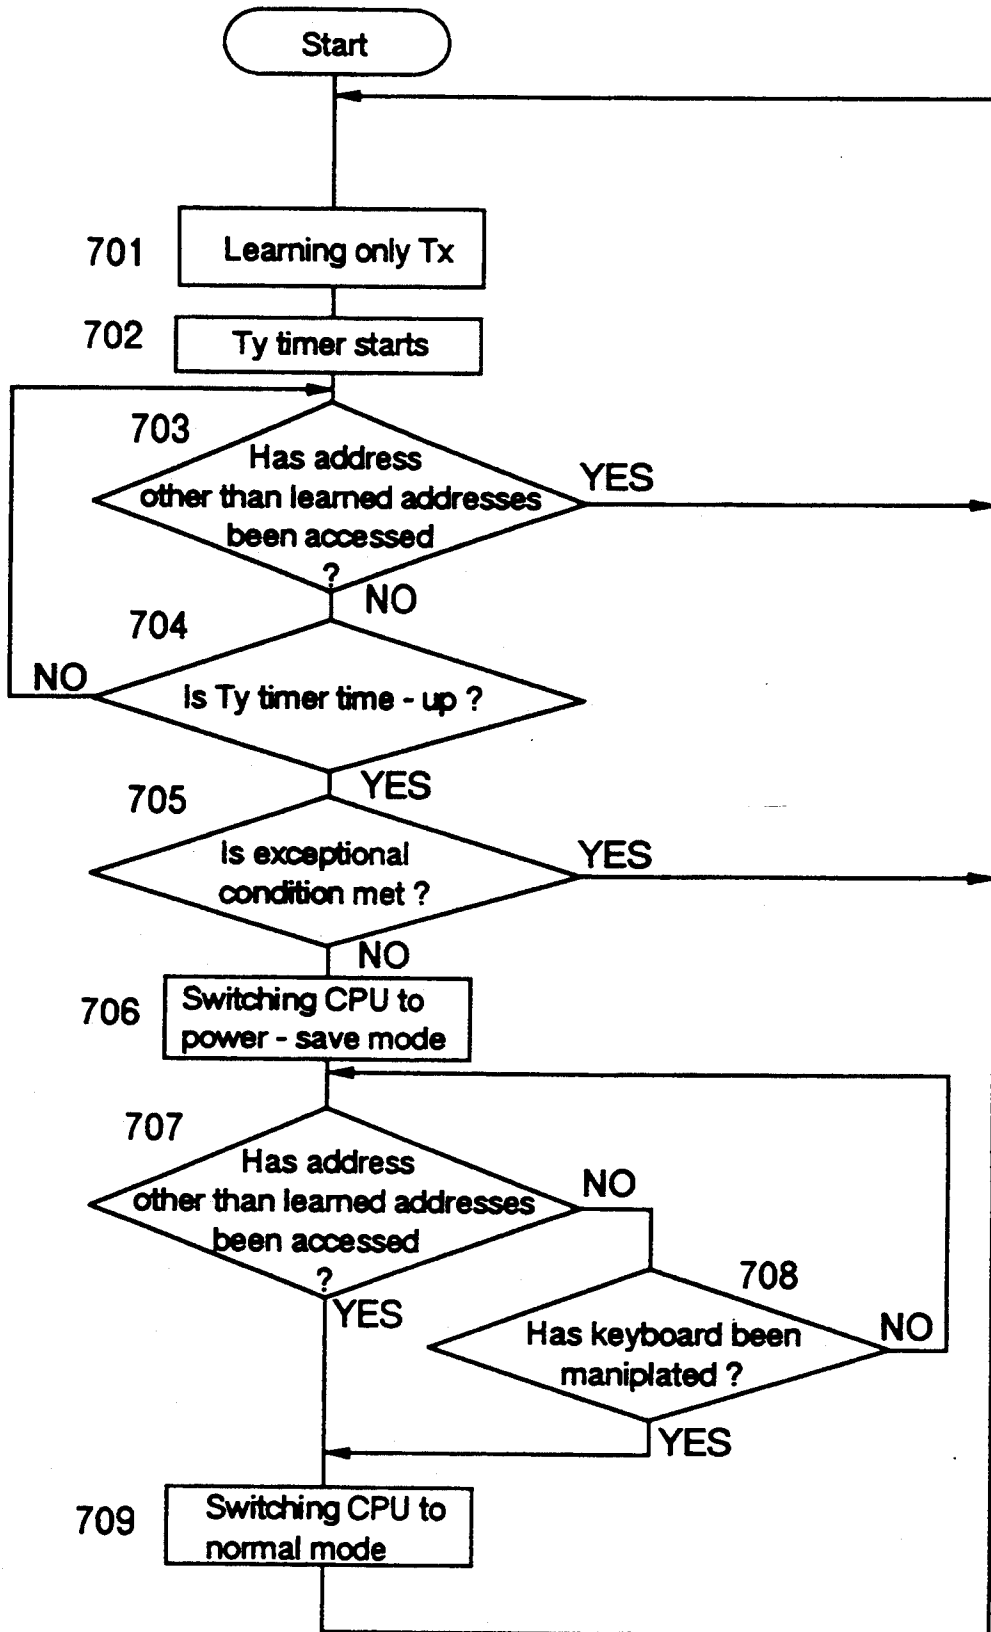 Start
701
Learning only Tx
702
Ty timer starts
703
Has address
other than learned addresses
been accessed
?
YES
NO
704
Is Ty timer time - up ?
NO
YES
705
Is exceptional
condition met ?
YES
NO
706
Switching CPU to
power - save mode
707
Has address
other than learned addresses
been accessed
?
NO
YES
708
Has keyboard been
maniplated ?
NO
YES
709
Switching CPU to
normal mode